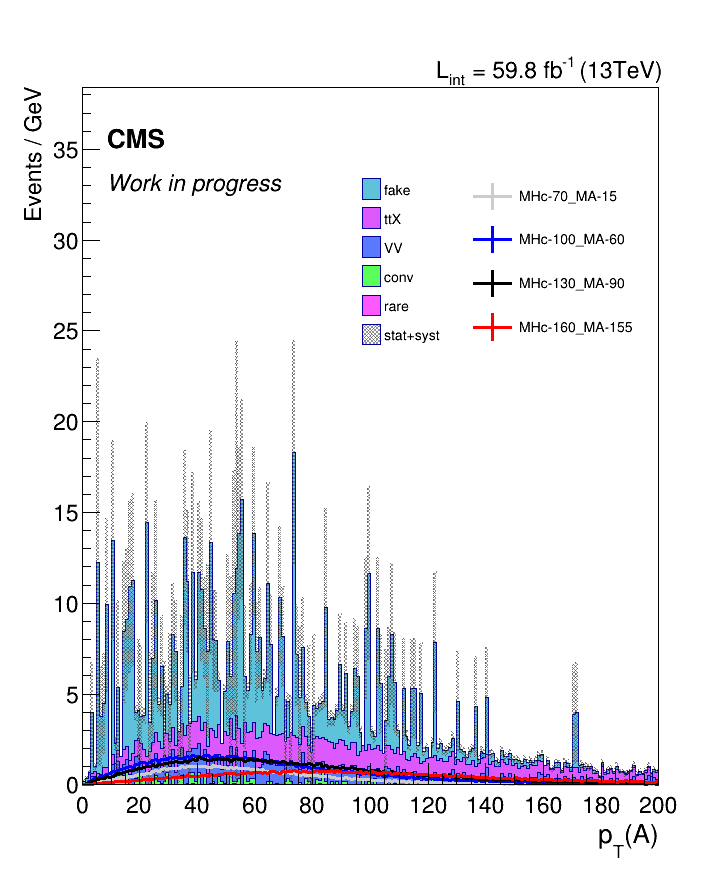 L_int = 59.8 fb^-1 (13TeV)
Events / GeV
CMS
Work in progress
fake
ttX
VV
conv
rare
stat+syst
MHc-70_MA-15
MHc-100_MA-60
MHc-130_MA-90
MHc-160_MA-155
35
30
25
20
15
10
5
0
0 20 40 60 80 100 120 140 160 180 200
p_T(A)